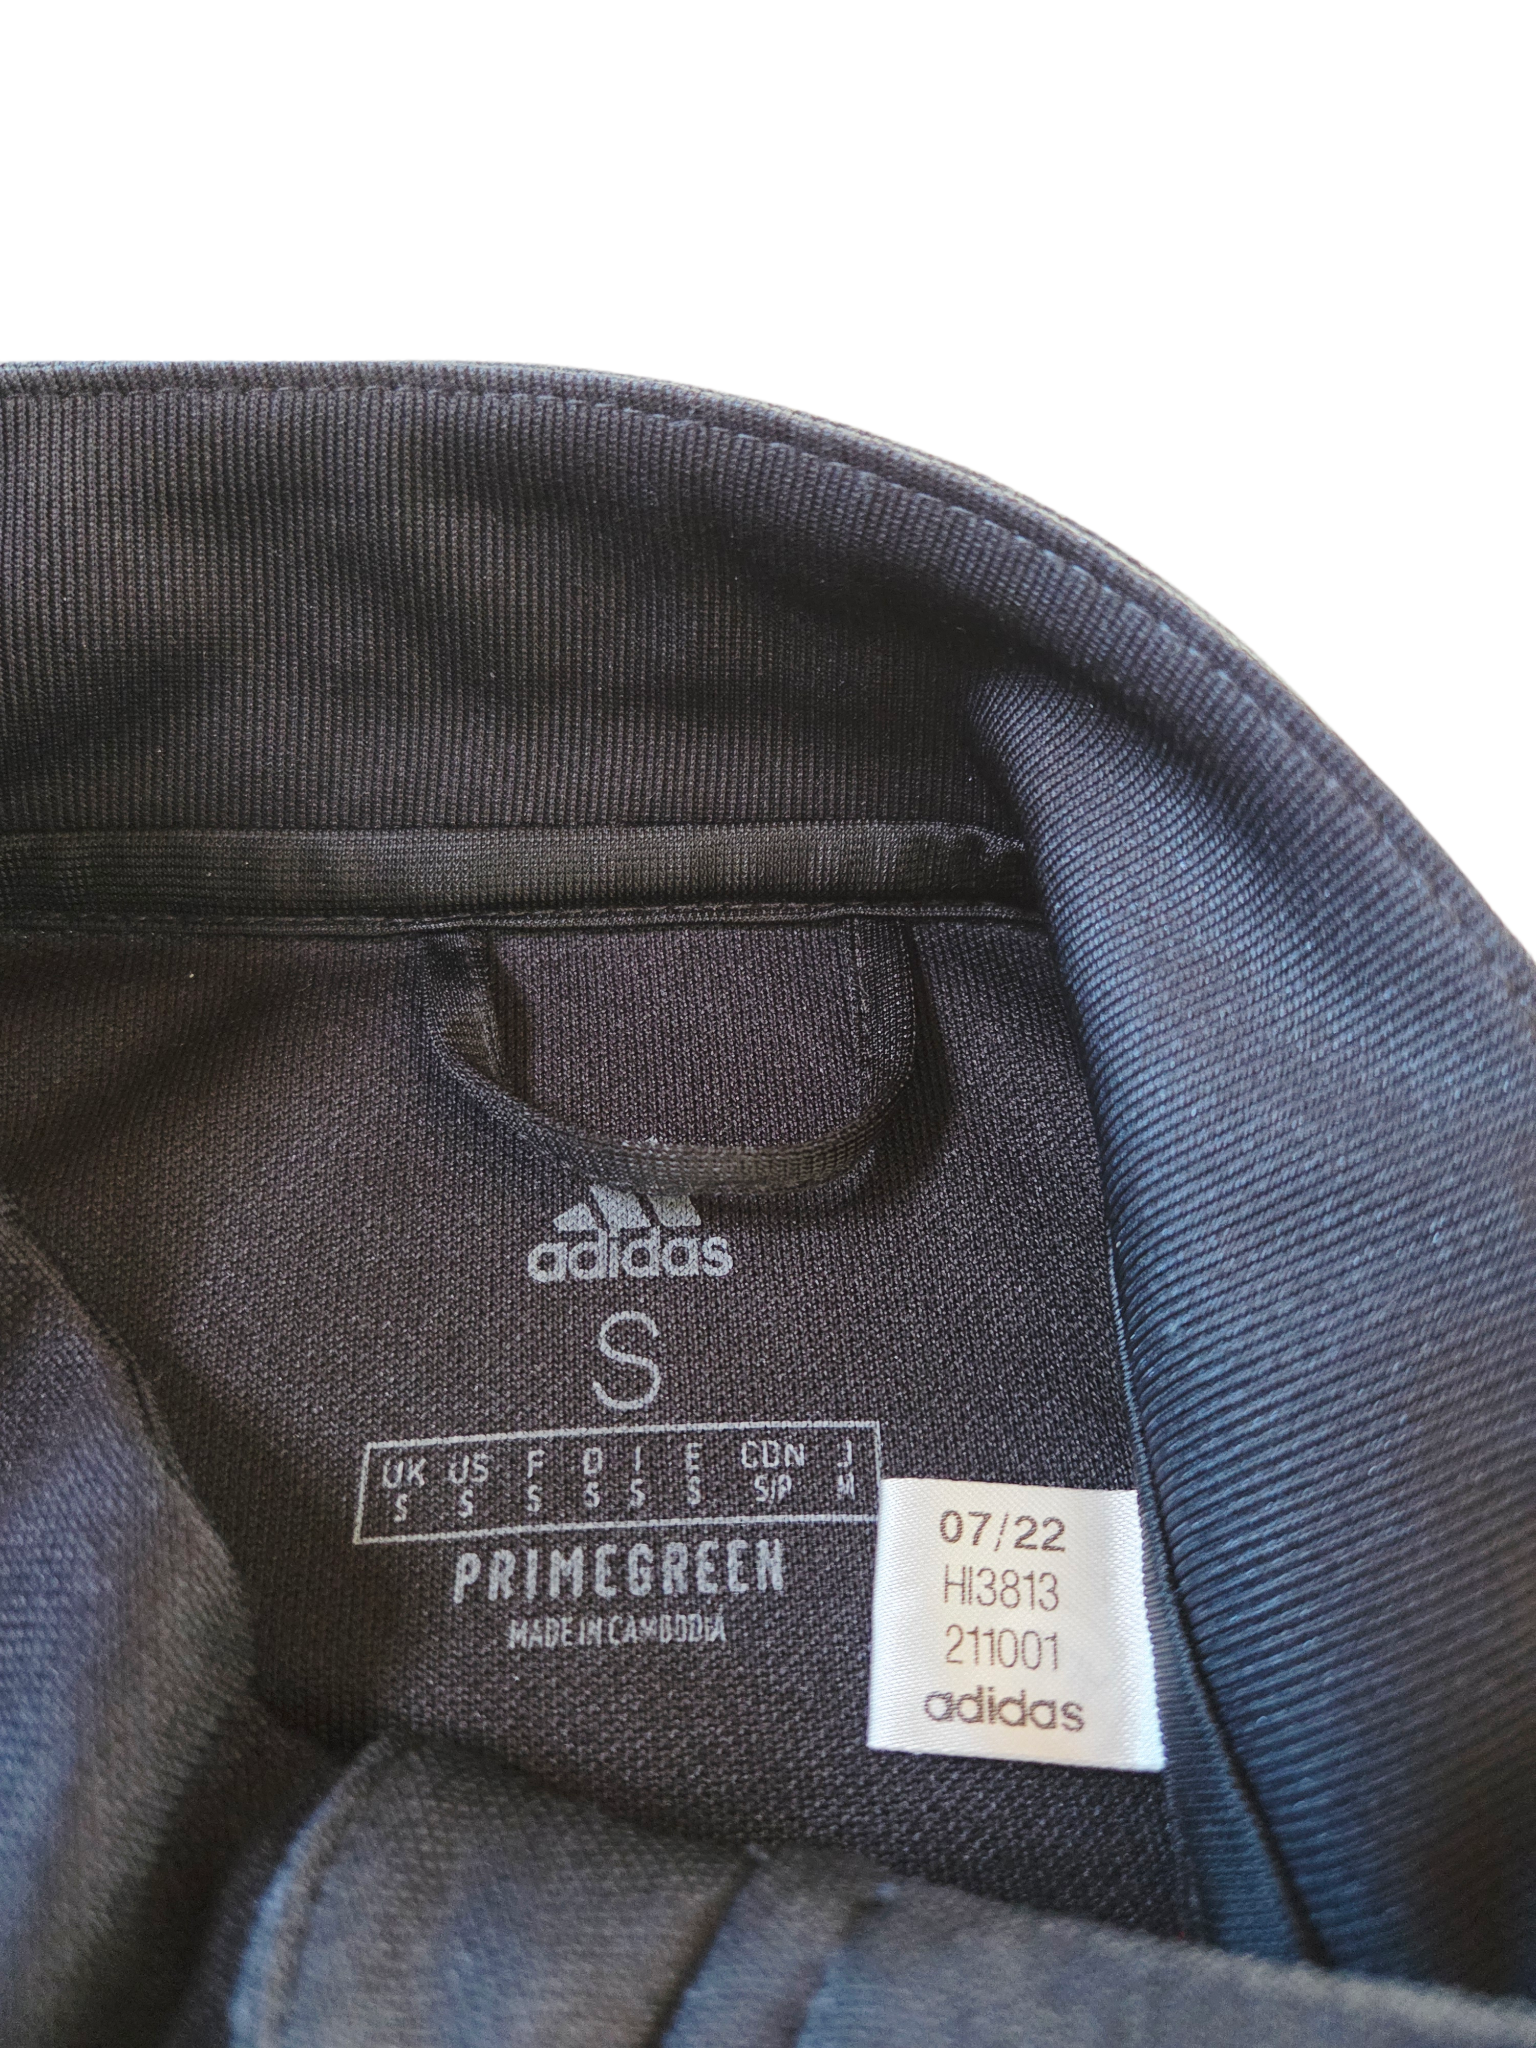 adidas
S
UK US F D I E CDN J
S S S S S S S/P M
PRIMEGREEN
MADE IN CAMBODIA
07/22
HI3813
211001
adidas